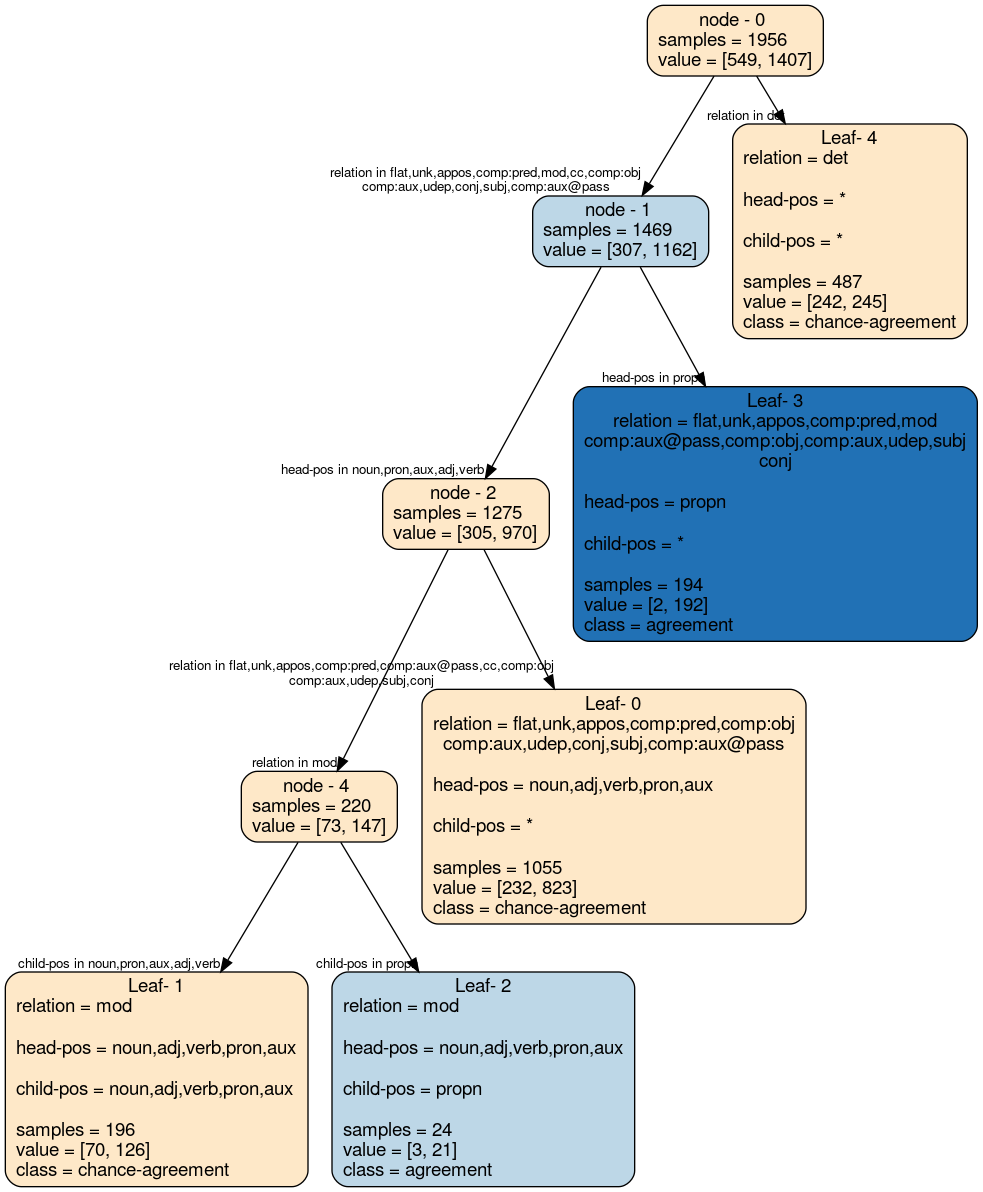 node - 0
samples = 1956
value = [549, 1407]
relation in det
Leaf- 4
relation = det
head-pos = *
child-pos = *
samples = 487
value = [242, 245]
class = chance-agreement
relation in flat,unk,appos,comp:pred,mod,cc,comp:obj
comp:aux,udep,conj,subj,comp:aux@pass
node - 1
samples = 1469
value = [307, 1162]
head-pos in propn
Leaf- 3
relation = flat,unk,appos,comp:pred,mod
comp:aux@pass,comp:obj,comp:aux,udep,subj
conj
head-pos = propn
child-pos = *
samples = 194
value = [2, 192]
class = agreement
head-pos in noun,pron,aux,adj,verb
node - 2
samples = 1275
value = [305, 970]
relation in flat,unk,appos,comp:pred,comp:aux@pass,cc,comp:obj
comp:aux,udep,subj,conj
Leaf- 0
relation = flat,unk,appos,comp:pred,comp:obj
comp:aux,udep,conj,subj,comp:aux@pass
head-pos = noun,adj,verb,pron,aux
child-pos = *
samples = 1055
value = [232, 823]
class = chance-agreement
relation in mod
node - 4
samples = 220
value = [73, 147]
child-pos in noun,pron,aux,adj,verb
Leaf- 1
relation = mod
head-pos = noun,adj,verb,pron,aux
child-pos = noun,adj,verb,pron,aux
samples = 196
value = [70, 126]
class = chance-agreement
child-pos in propn
Leaf- 2
relation = mod
head-pos = noun,adj,verb,pron,aux
child-pos = propn
samples = 24
value = [3, 21]
class = agreement